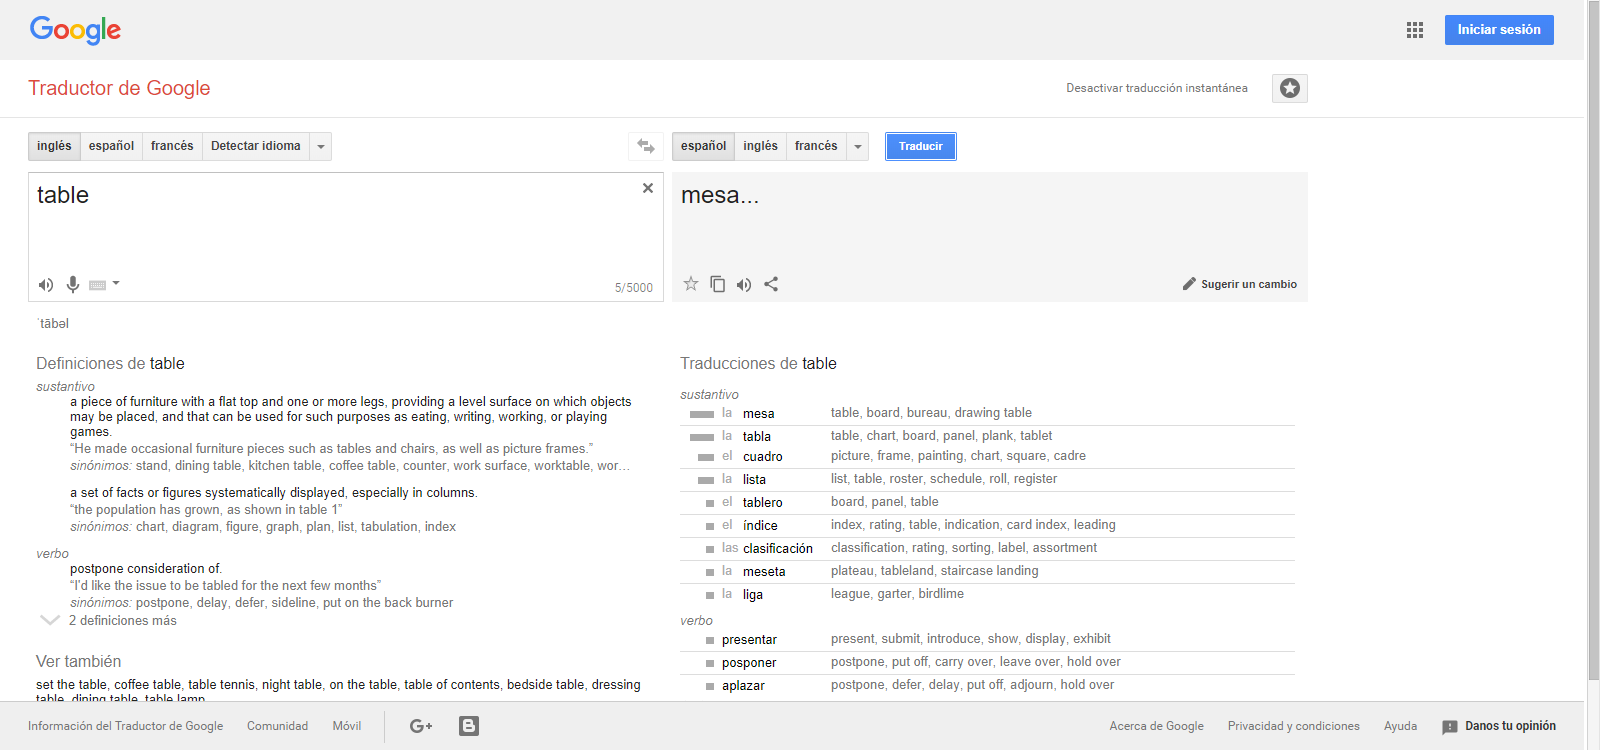 Google
Iniciar sesión
Traductor de Google
Desactivar traducción instantánea
inglés español francés Detectar idioma
español inglés francés Traducir
table
mesa...
5/5000
Sugerir un cambio
ˈtābəl
Definiciones de table
sustantivo
a piece of furniture with a flat top and one or more legs, providing a level surface on which objects
may be placed, and that can be used for such purposes as eating, writing, working, or playing
games.
“He made occasional furniture pieces such as tables and chairs, as well as picture frames.”
sinónimos: stand, dining table, kitchen table, coffee table, counter, work surface, worktable, wor…
a set of facts or figures systematically displayed, especially in columns.
“the population has grown, as shown in table 1”
sinónimos: chart, diagram, figure, graph, plan, list, tabulation, index
verbo
postpone consideration of.
“I'd like the issue to be tabled for the next few months”
sinónimos: postpone, delay, defer, sideline, put on the back burner
2 definiciones más
Ver también
set the table, coffee table, table tennis, night table, on the table, table of contents, bedside table, dressing
table, dining table, table lamp
Traducciones de table
sustantivo
la mesa table, board, bureau, drawing table
la tabla table, chart, board, panel, plank, tablet
el cuadro picture, frame, painting, chart, square, cadre
la lista list, table, roster, schedule, roll, register
el tablero board, panel, table
el índice index, rating, table, indication, card index, leading
las clasificación classification, rating, sorting, label, assortment
la meseta plateau, tableland, staircase landing
la liga league, garter, birdlime
verbo
presentar present, submit, introduce, show, display, exhibit
posponer postpone, put off, carry over, leave over, hold over
aplazar postpone, defer, delay, put off, adjourn, hold over
Información del Traductor de Google Comunidad Móvil G+ Acerca de Google Privacidad y condiciones Ayuda Danos tu opinión